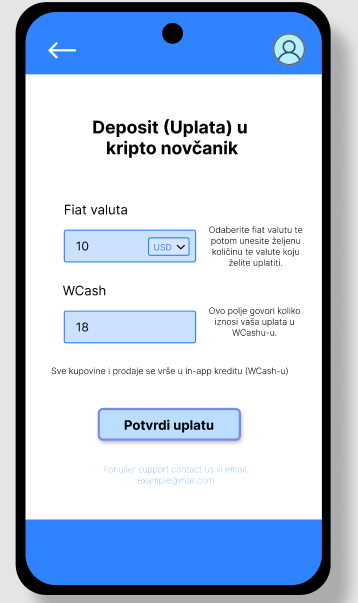 Deposit (Uplata) u
kripto novčanik
Fiat valuta
10
USD
Odaberite fiat valutu te
potom unesite željenu
količinu te valute koju
želite uplatiti.
WCash
18
Ovo polje govori koliko
iznosi vaša uplata u
WCashu-u.
Sve kupovine i prodaje se vrše u in-app kreditu (WCash-u)
Potvrdi uplatu
For user support contact us vi email.
example@mail.com